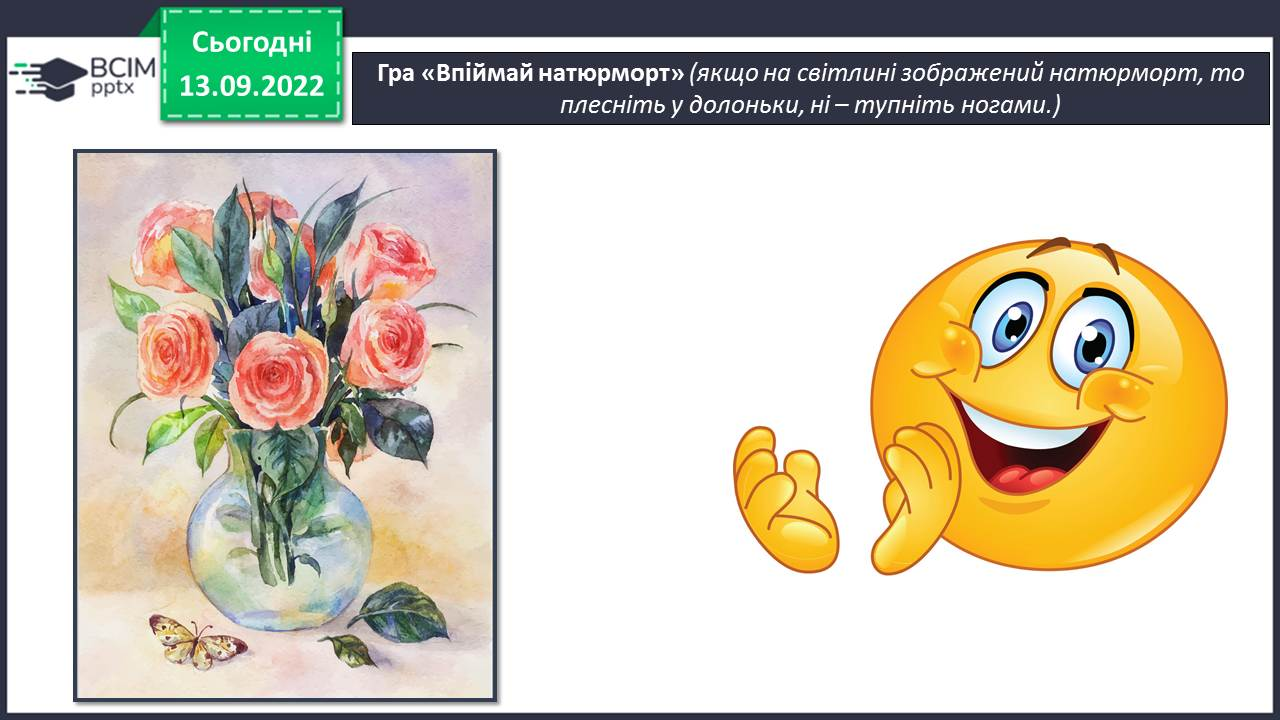 Сьогодні
13.09.2022
ВСІМ
pptx
Гра «Впіймай натюрморт» (якщо на світлині зображений натюрморт, то
плесніть у долоньки, ні – тупніть ногами.)